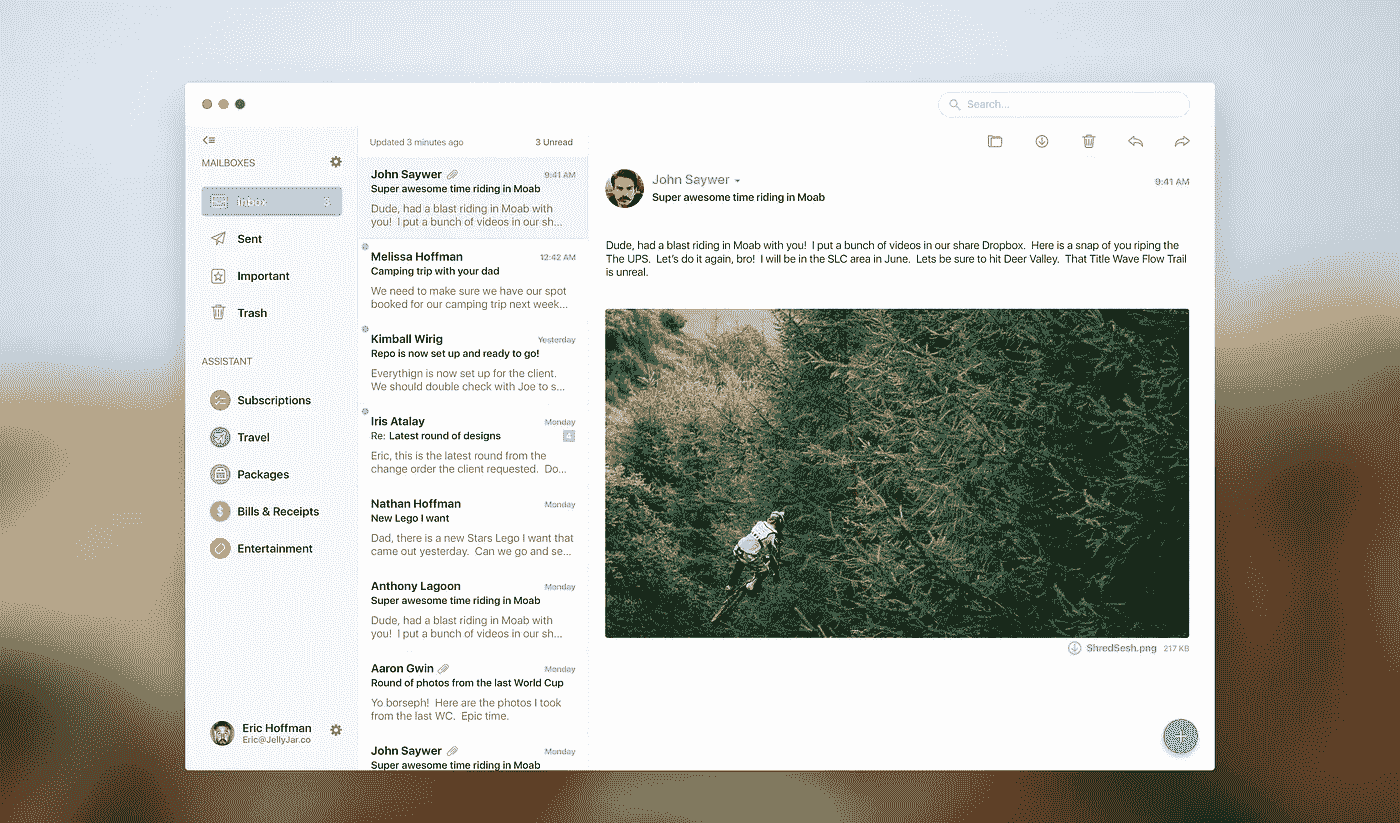 Search...
MAILBOXES
Inbox 3
Sent
Important
Trash
ASSISTANT
Subscriptions
Travel
Packages
Bills & Receipts
Entertainment
Eric Hoffman
Eric@JellyJar.co
Updated 3 minutes ago 3 Unread
John Saywer 9:41 AM
Super awesome time riding in Moab
Dude, had a blast riding in Moab with
you! I put a bunch of videos in our sh...
Melissa Hoffman 12:42 AM
Camping trip with your dad
We need to make sure we have our spot
booked for our camping trip next week...
Kimball Wirig Yesterday
Repo is now set up and ready to go!
Everythign is now set up for the client.
We should double check with Joe to s...
Iris Atalay Monday
Re: Latest round of designs 4
Eric, this is the latest round from the
change order the client requested. Do...
Nathan Hoffman Monday
New Lego I want
Dad, there is a new Stars Lego I want that
came out yesterday. Can we go and se...
Anthony Lagoon Monday
Super awesome time riding in Moab
Dude, had a blast riding in Moab with
you! I put a bunch of videos in our sh...
Aaron Gwin Monday
Round of photos from the last World Cup
Yo borseph! Here are the photos I took
from the last WC. Epic time.
John Saywer Monday
Super awesome time riding in Moab
John Saywer 9:41 AM
Super awesome time riding in Moab
Dude, had a blast riding in Moab with you! I put a bunch of videos in our share Dropbox. Here is a snap of you riping the
The UPS. Let's do it again, bro! I will be in the SLC area in June. Lets be sure to hit Deer Valley. That Title Wave Flow Trail
is unreal.
ShredSesh.png 217 KB